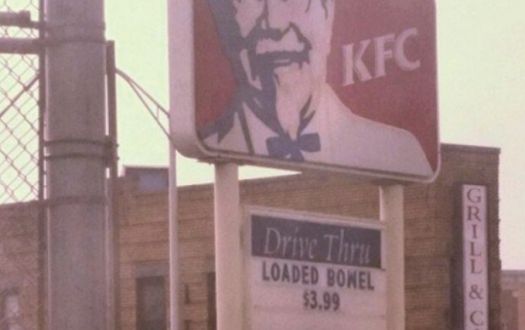 KFC
Drive Thru
LOADED BOWEL
$3.99
GRILL & C